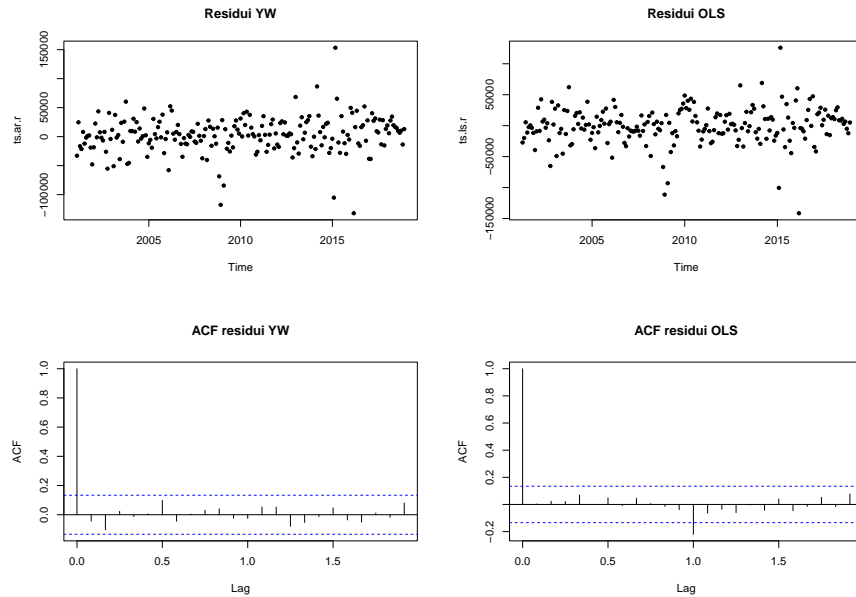 Residui YW
ts.ar.r
150000
50000
0
−100000
2005
2010
2015
Time
Residui OLS
ts.ls.r
50000
−50000
−150000
2005
2010
2015
Time
ACF residui YW
ACF
1.0
0.8
0.6
0.4
0.2
0.0
0.0
0.5
1.0
1.5
Lag
ACF residui OLS
ACF
1.0
0.8
0.6
0.4
0.2
−0.2
0.0
0.5
1.0
1.5
Lag